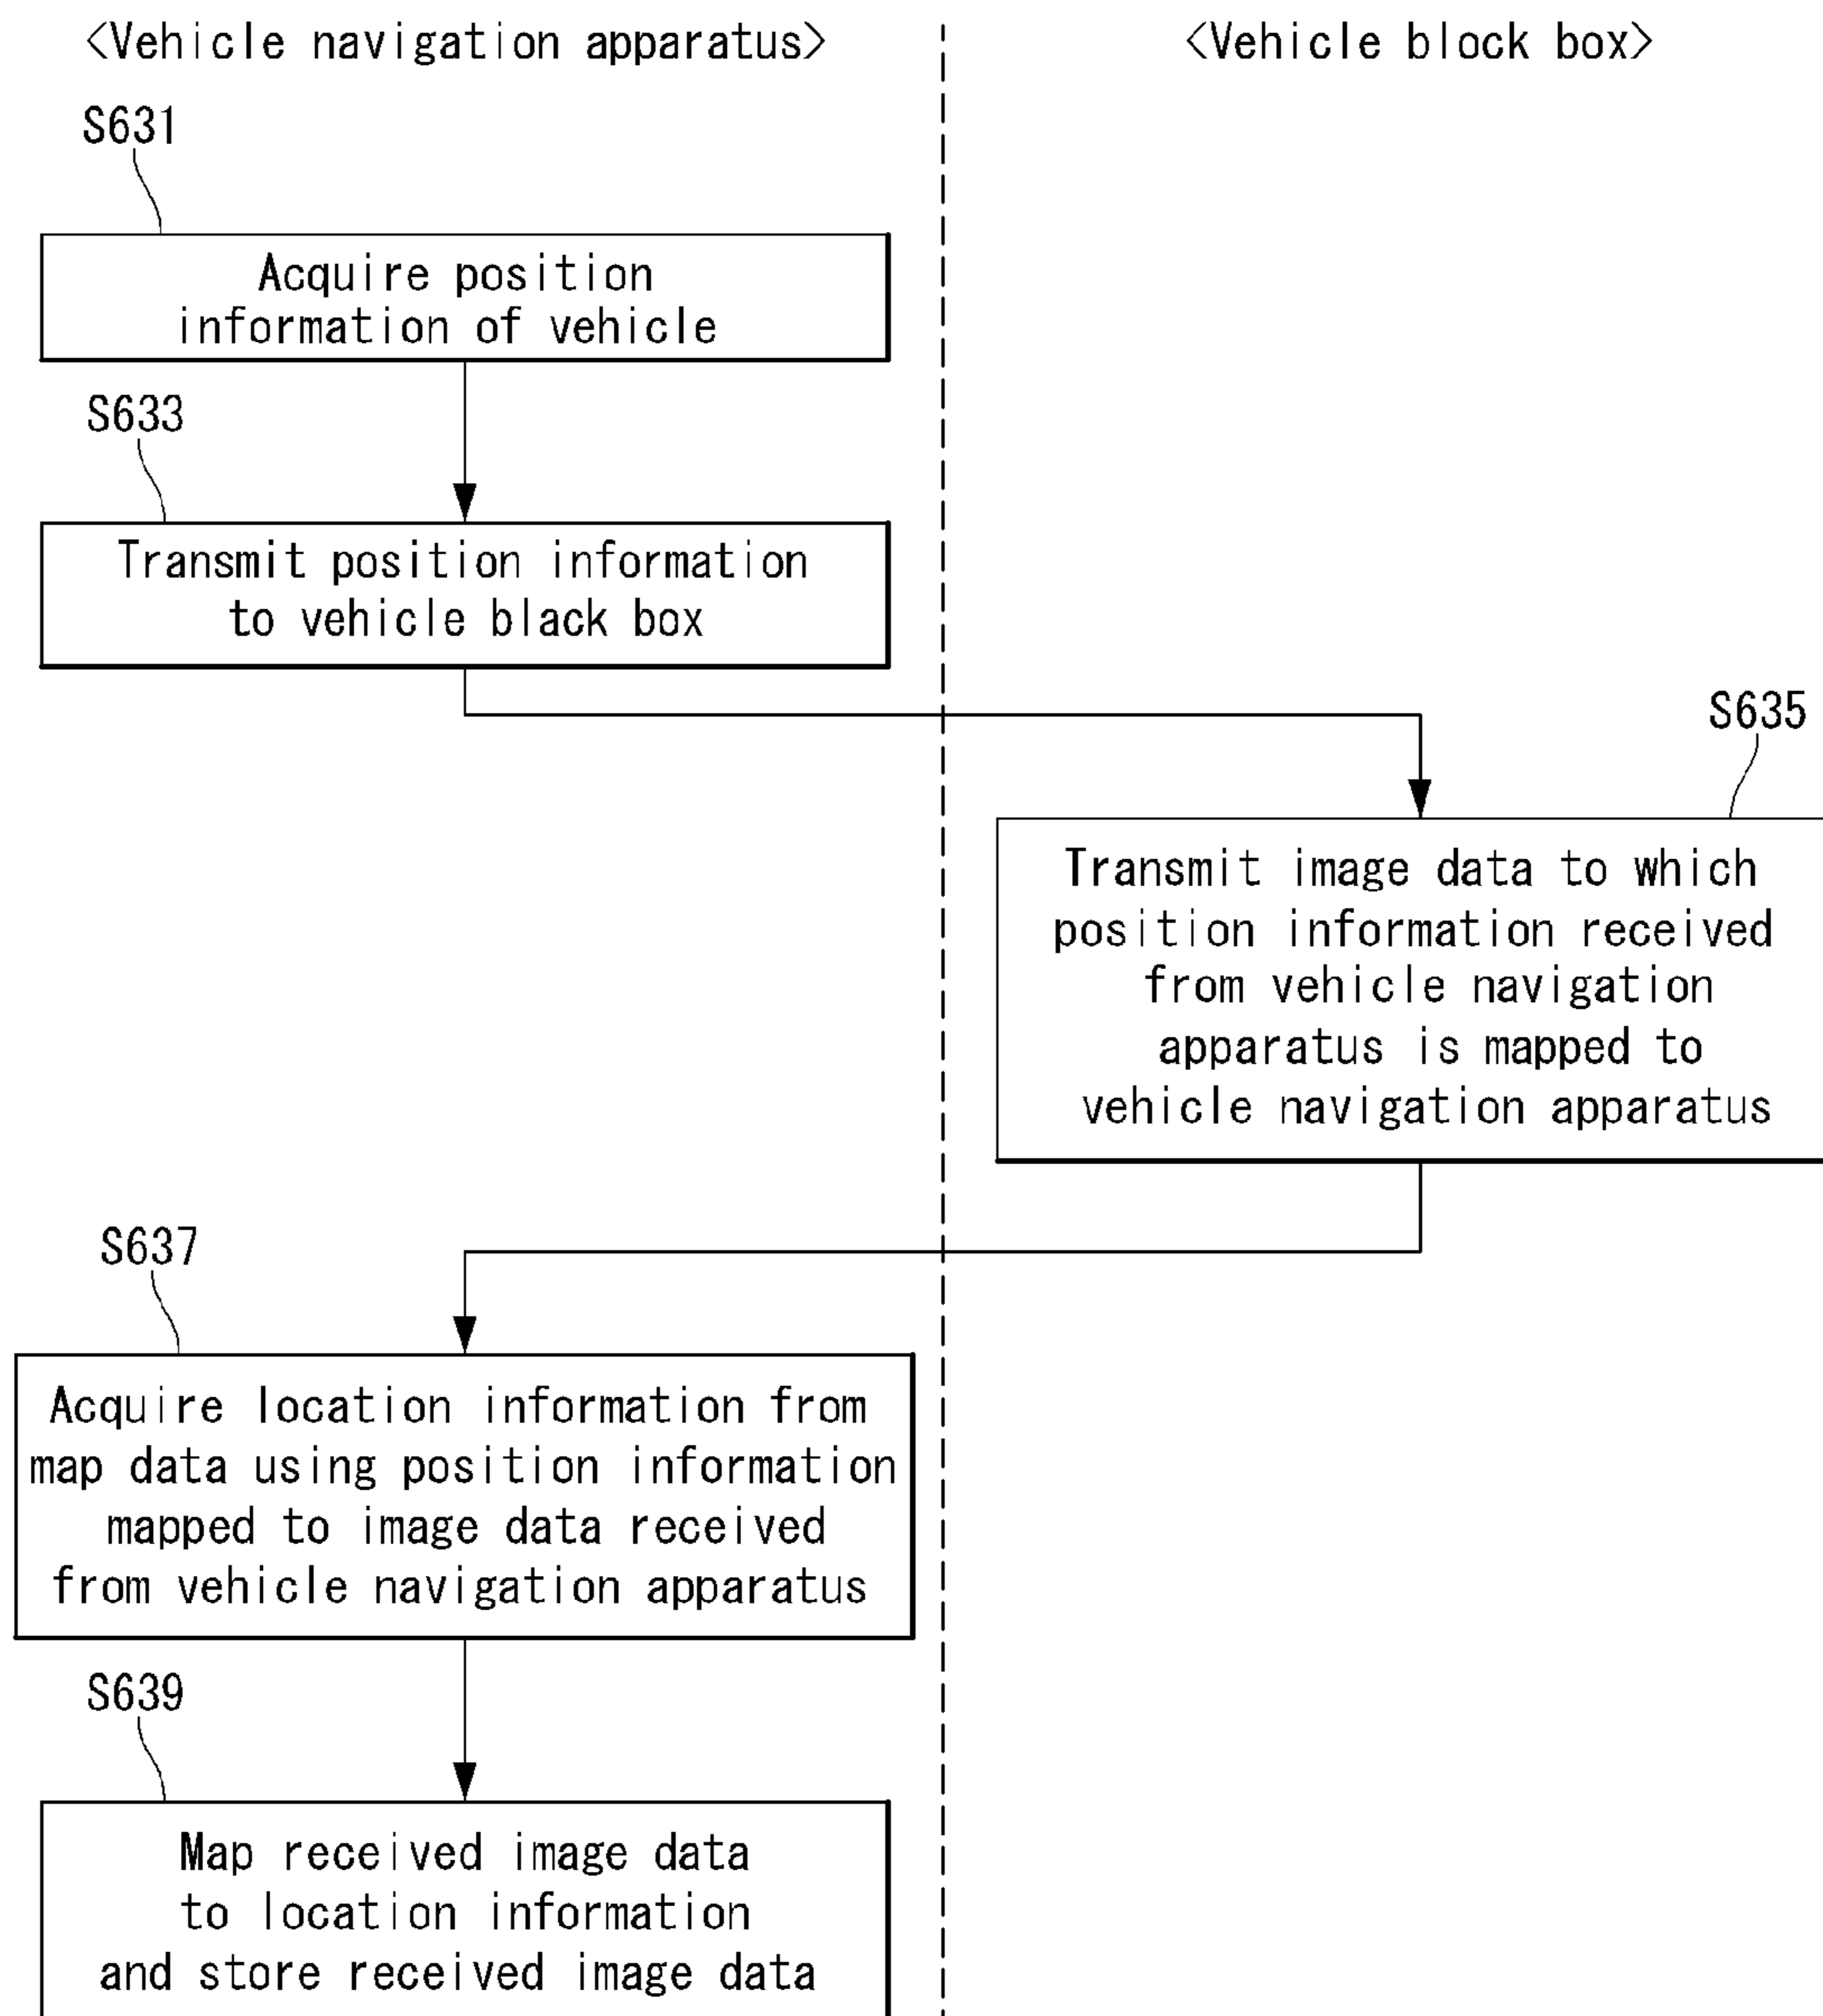 <Vehicle navigation apparatus>
<Vehicle block box>
S631
Acquire position
information of vehicle
S633
Transmit position information
to vehicle black box
S635
Transmit image data to which
position information received
from vehicle navigation
apparatus is mapped to
vehicle navigation apparatus
S637
Acquire location information from
map data using position information
mapped to image data received
from vehicle navigation apparatus
S639
Map received image data
to location information
and store received image data